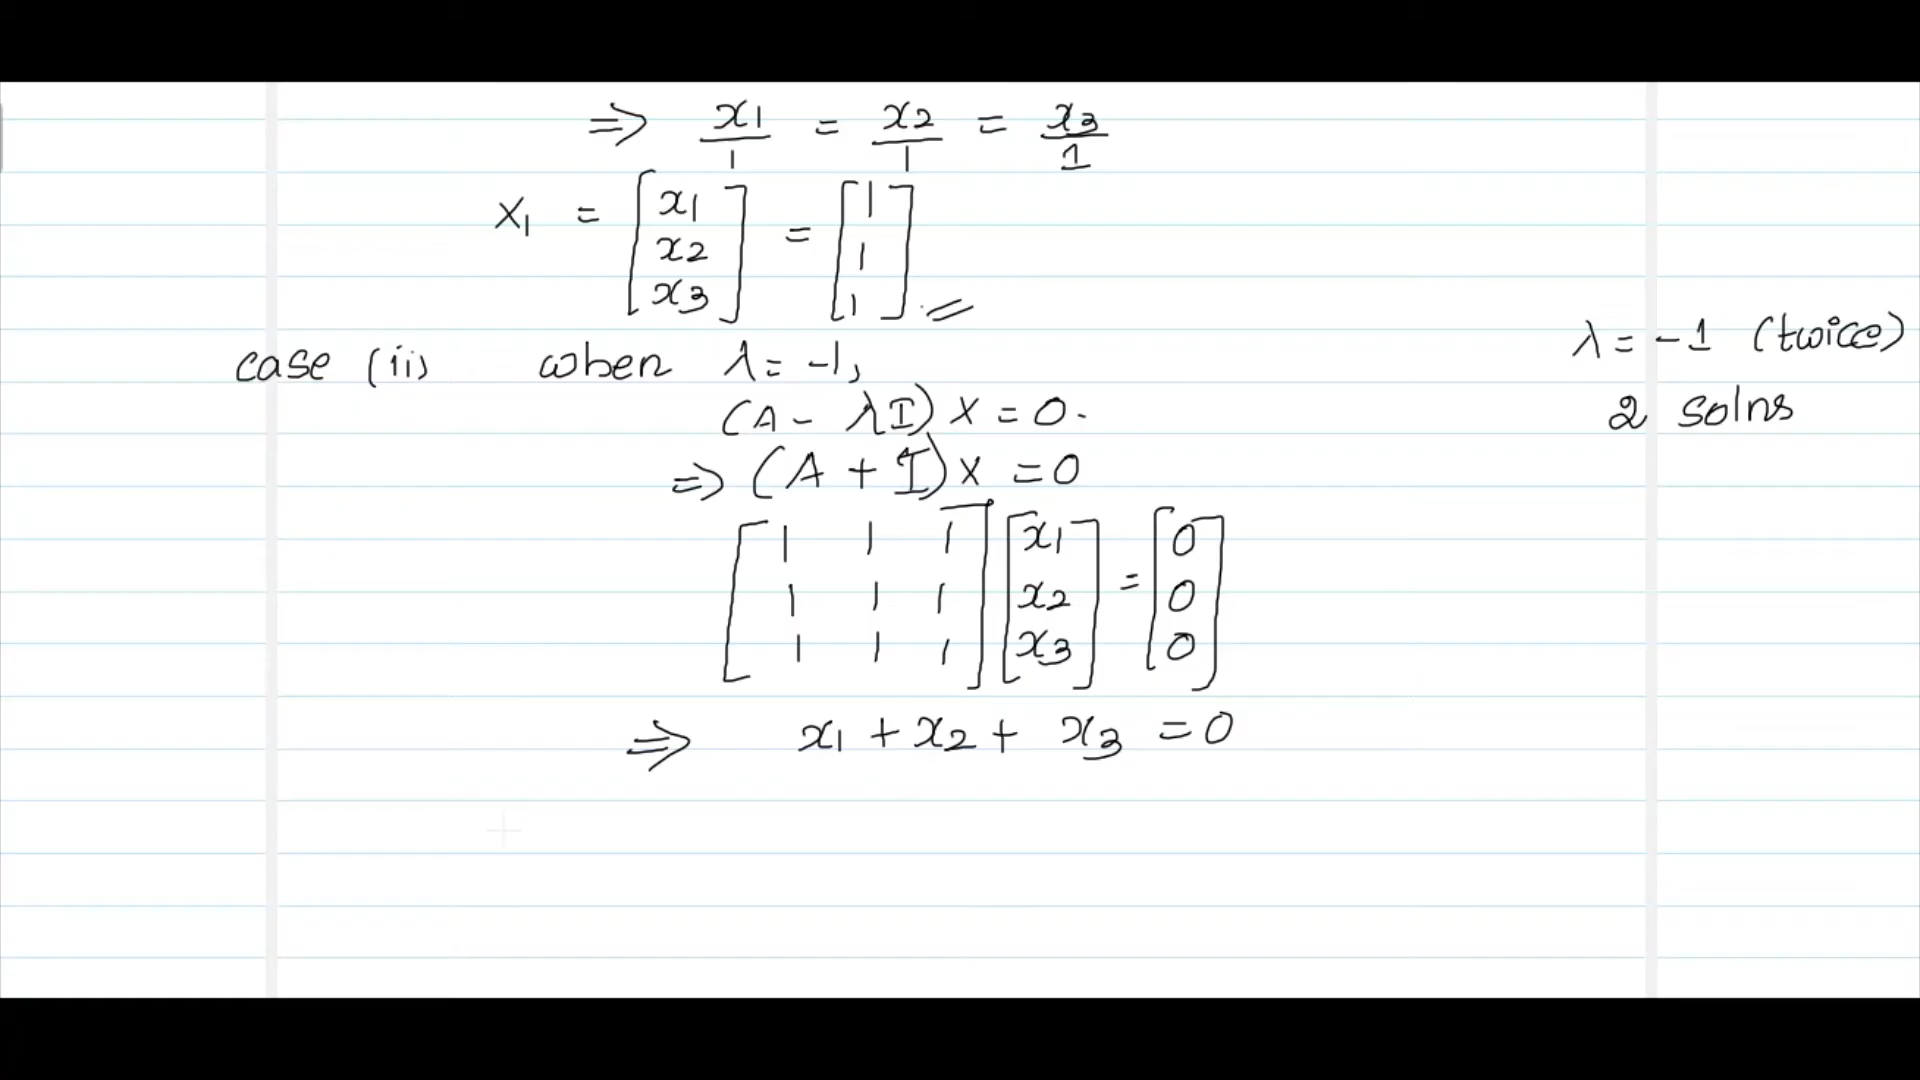 ⇒ x1/1 = x2/1 = x3/1
X1 = [x1 x2 x3] = [1 1 1]
case (ii) when λ = -1,
λ = -1 (twice)
2 solns
(A - λI) X = 0.
⇒ (A + I) X = 0
[1 1 1] [x1] = [0]
[1 1 1] [x2] = [0]
[1 1 1] [x3] = [0]
⇒ x1 + x2 + x3 = 0